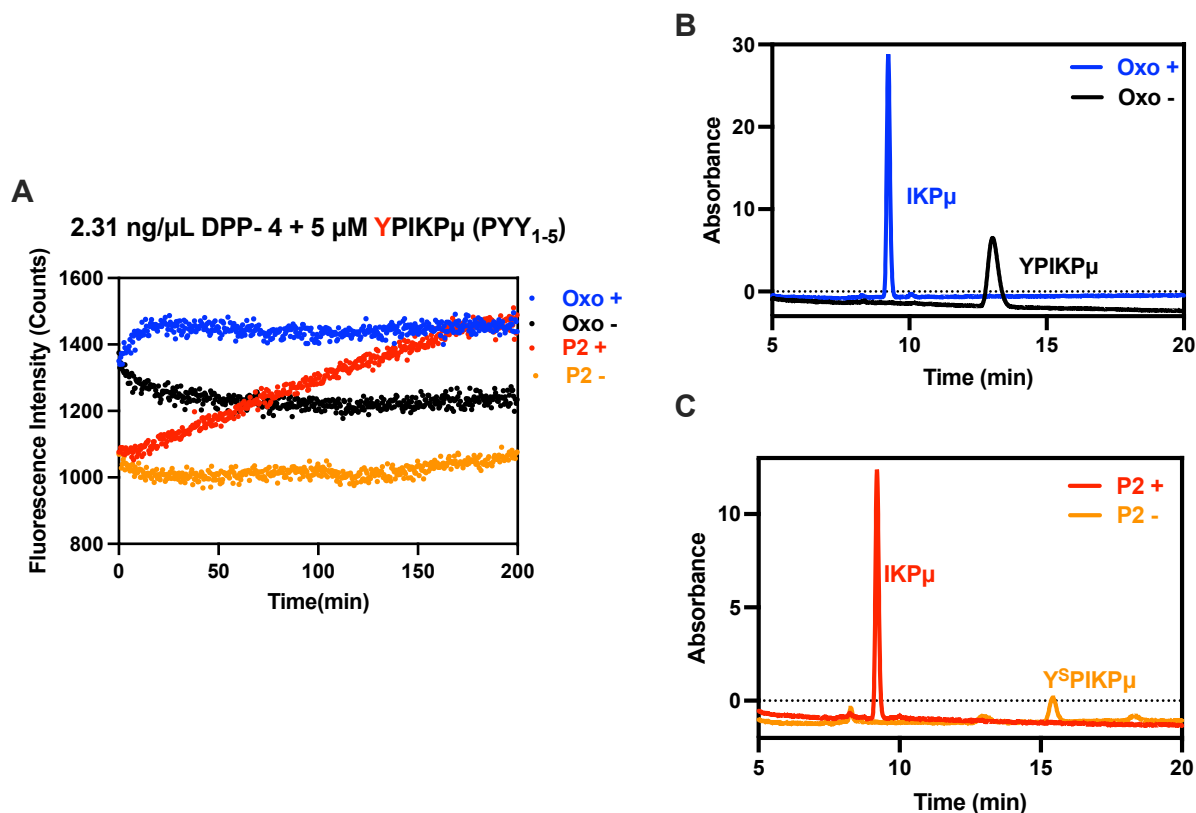 A
2.31 ng/µL DPP- 4 + 5 µM YPIKPµ (PYY1-5)
Fluorescence Intensity (Counts)
1600
1400
1200
1000
800
0
50
100
150
200
Time(min)
Oxo +
Oxo -
P2 +
P2 -
B
Absorbance
30
20
10
0
5
10
15
20
Time (min)
Oxo +
Oxo -
IKPµ
YPIKPµ
C
Absorbance
10
5
0
5
10
15
20
Time (min)
P2 +
P2 -
IKPµ
YSPIKPµ